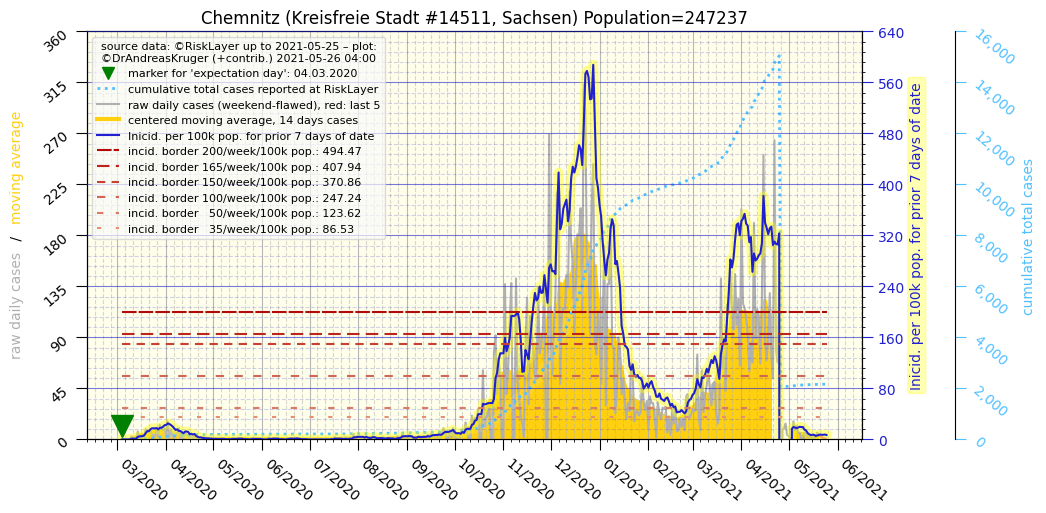 Chemnitz (Kreisfreie Stadt #14511, Sachsen) Population=247237
source data: ©RiskLayer up to 2021-05-25 – plot:
©DrAndreasKruger (+contrib.) 2021-05-26 04:00
marker for 'expectation day': 04.03.2020
cumulative total cases reported at RiskLayer
raw daily cases (weekend-flawed), red: last 5
centered moving average, 14 days cases
Inicid. per 100k pop. for prior 7 days of date
incid. border 200/week/100k pop.: 494.47
incid. border 165/week/100k pop.: 407.94
incid. border 150/week/100k pop.: 370.86
incid. border 100/week/100k pop.: 247.24
incid. border 50/week/100k pop.: 123.62
incid. border 35/week/100k pop.: 86.53
raw daily cases / moving average
360
315
270
225
180
135
90
45
0
03/2020
04/2020
05/2020
06/2020
07/2020
08/2020
09/2020
10/2020
11/2020
12/2020
01/2021
02/2021
03/2021
04/2021
05/2021
06/2021
640
560
480
400
320
240
160
80
0
Inicid. per 100k pop. for prior 7 days of date
16,000
14,000
12,000
10,000
8,000
6,000
4,000
2,000
0
cumulative total cases